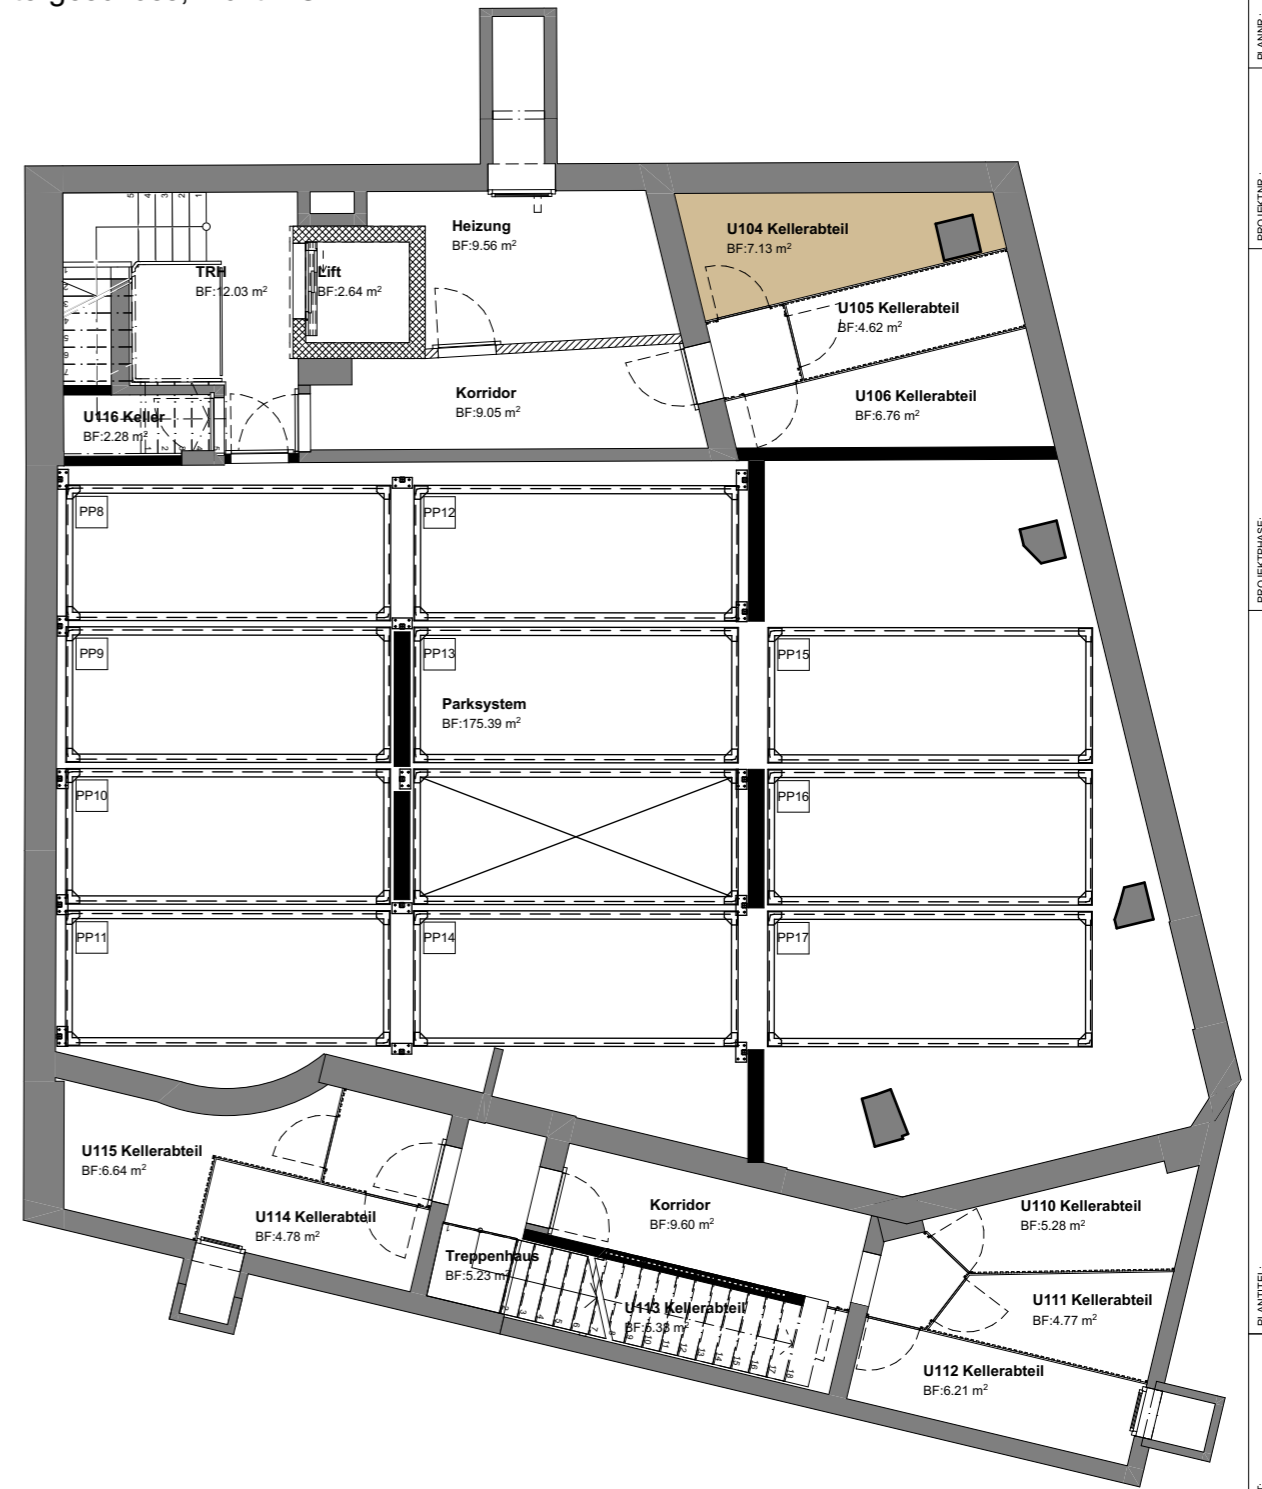 PLANNR.:
PROJEKTNR.:
PROJEKTPHASE:
PLANTITEL:
Heizung
BF:9.56 m²
U104 Kellerabteil
BF:7.13 m²
TRH
BF:12.03 m²
Lift
BF:2.64 m²
U105 Kellerabteil
BF:4.62 m²
Korridor
BF:9.05 m²
U106 Kellerabteil
BF:6.76 m²
U116 Keller
BF:2.28 m²
PP8
PP12
PP9
PP13
PP15
Parksystem
BF:175.39 m²
PP10
PP16
PP11
PP14
PP17
U115 Kellerabteil
BF:6.64 m²
U114 Kellerabteil
BF:4.78 m²
Korridor
BF:9.60 m²
U110 Kellerabteil
BF:5.28 m²
Treppenhaus
BF:5.23 m²
U113 Kellerabteil
BF:5.33 m²
U111 Kellerabteil
BF:4.77 m²
U112 Kellerabteil
BF:6.21 m²